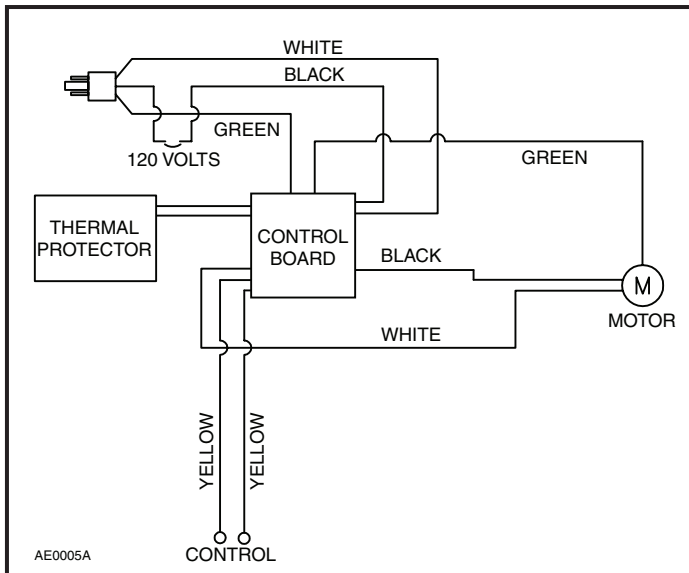 WHITE
BLACK
GREEN
120 VOLTS
GREEN
THERMAL
PROTECTOR
CONTROL
BOARD
BLACK
M
MOTOR
WHITE
YELLOW
YELLOW
AE0005A
CONTROL